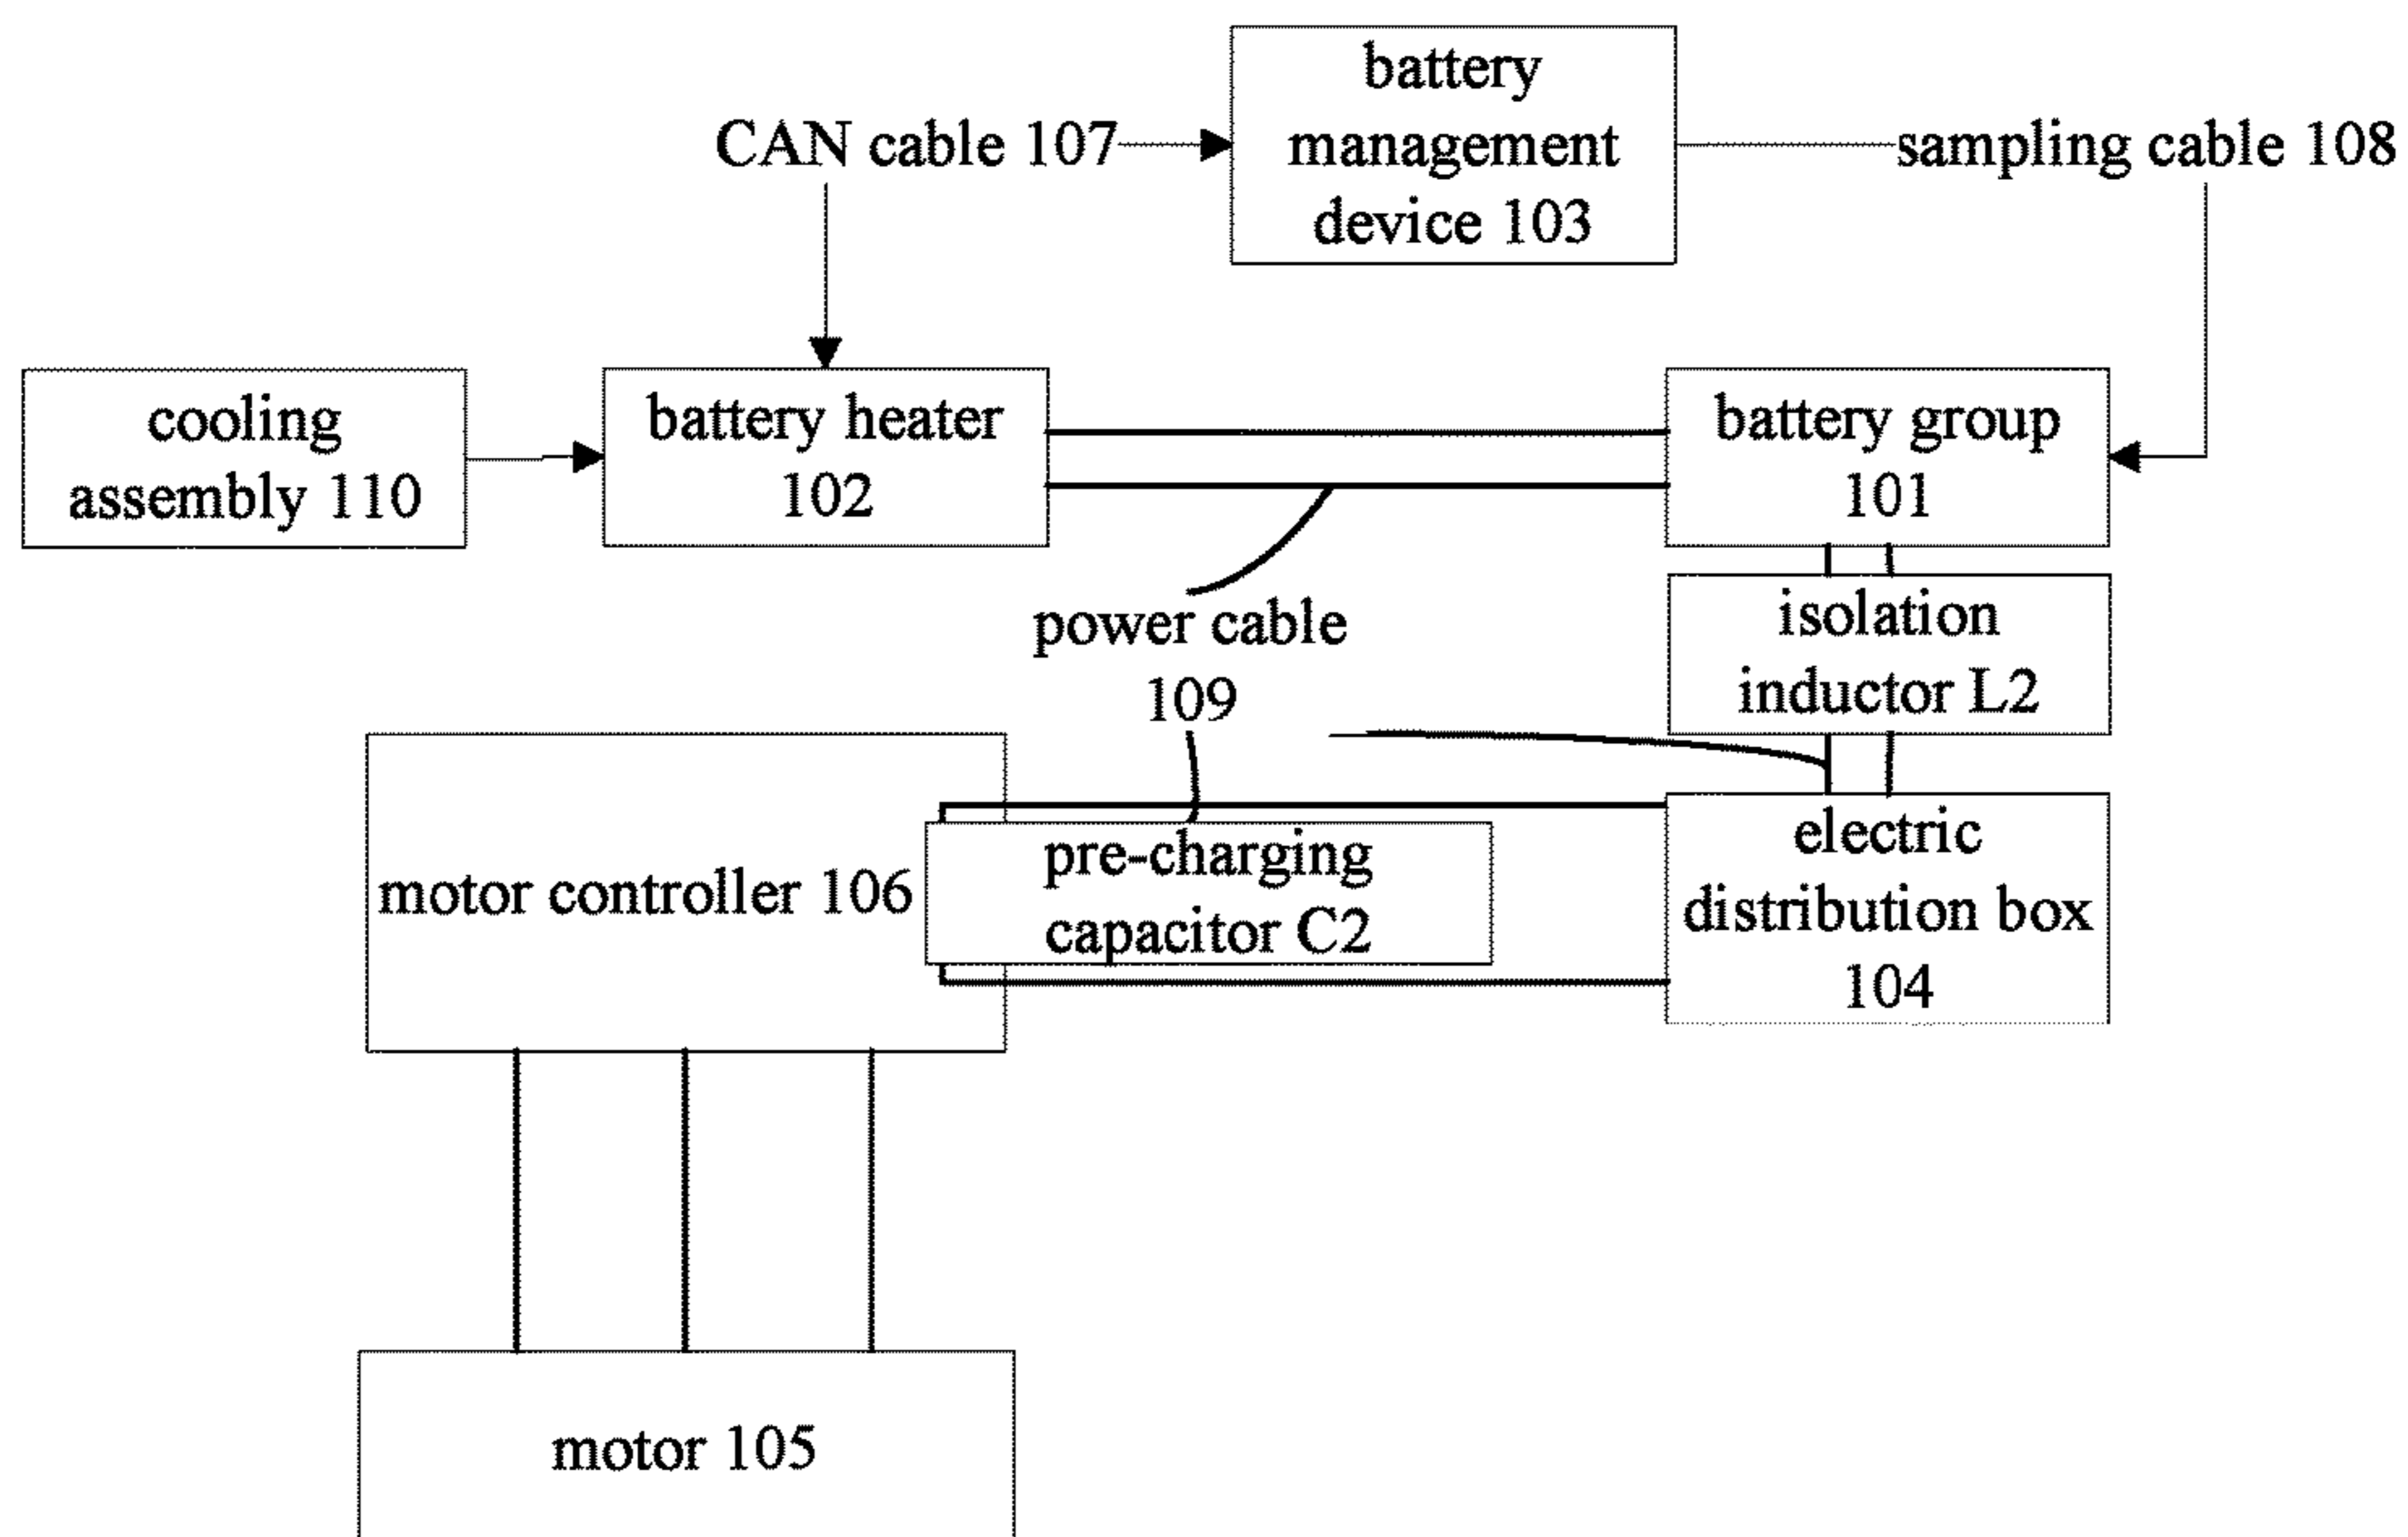 battery
management
device 103
CAN cable 107
sampling cable 108
cooling
assembly 110
battery heater
102
battery group
101
power cable
109
isolation
inductor L2
motor controller 106
pre-charging
capacitor C2
electric
distribution box
104
motor 105